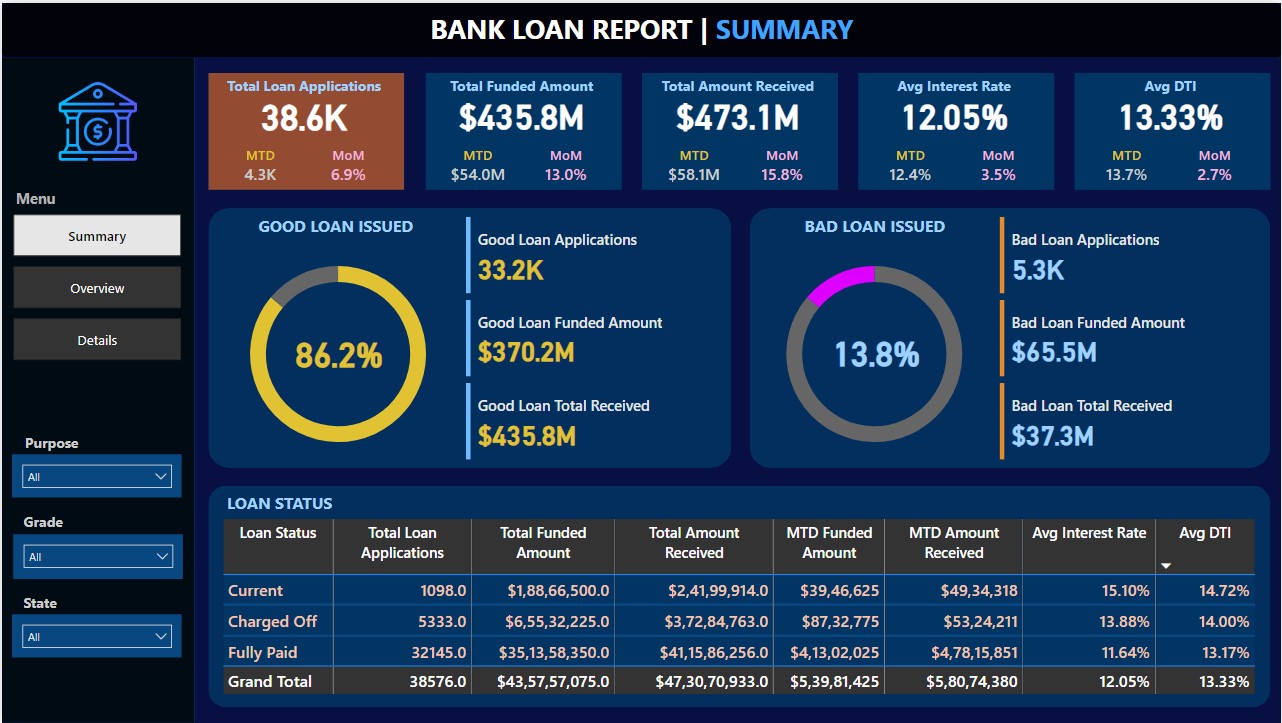 BANK LOAN REPORT | SUMMARY
$
Menu
Summary
Overview
Details
Purpose
All
Grade
All
State
All
Total Loan Applications
38.6K
MTD MoM
4.3K 6.9%
Total Funded Amount
$435.8M
MTD MoM
$54.0M 13.0%
Total Amount Received
$473.1M
MTD MoM
$58.1M 15.8%
Avg Interest Rate
12.05%
MTD MoM
12.4% 3.5%
Avg DTI
13.33%
MTD MoM
13.7% 2.7%
GOOD LOAN ISSUED
86.2%
Good Loan Applications
33.2K
Good Loan Funded Amount
$370.2M
Good Loan Total Received
$435.8M
BAD LOAN ISSUED
13.8%
Bad Loan Applications
5.3K
Bad Loan Funded Amount
$65.5M
Bad Loan Total Received
$37.3M
LOAN STATUS
Loan Status Total Loan Total Funded Total Amount MTD Funded MTD Amount Avg Interest Rate Avg DTI
Applications Amount Received Amount Received
Current 1098.0 $1,88,66,500.0 $2,41,99,914.0 $39,46,625 $49,34,318 15.10% 14.72%
Charged Off 5333.0 $6,55,32,225.0 $3,72,84,763.0 $87,32,775 $53,24,211 13.88% 14.00%
Fully Paid 32145.0 $35,13,58,350.0 $41,15,86,256.0 $4,13,02,025 $4,78,15,851 11.64% 13.17%
Grand Total 38576.0 $43,57,57,075.0 $47,30,70,933.0 $5,39,81,425 $5,80,74,380 12.05% 13.33%